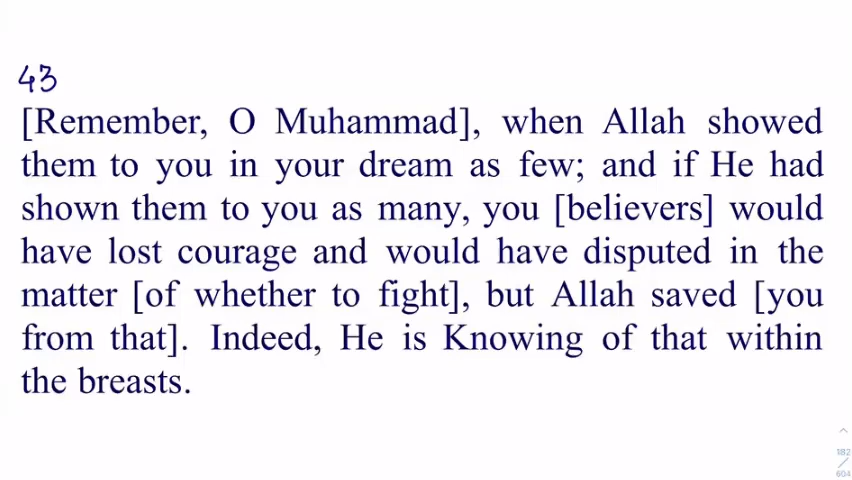 43
[Remember, O Muhammad], when Allah showed
them to you in your dream as few; and if He had
shown them to you as many, you [believers] would
have lost courage and would have disputed in the
matter [of whether to fight], but Allah saved [you
from that]. Indeed, He is Knowing of that within
the breasts.
182
/
604